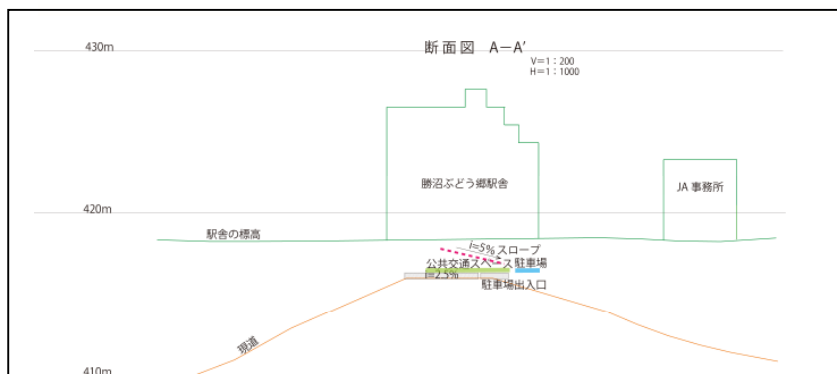 430m
断面図 A－A’
V＝1：200
H＝1：1000
勝沼ぶどう郷駅舎
JA 事務所
420m
駅舎の標高
i=5% スロープ
公共交通スペース 駐車場
i=2.5%
駐車場出入口
現道
410m